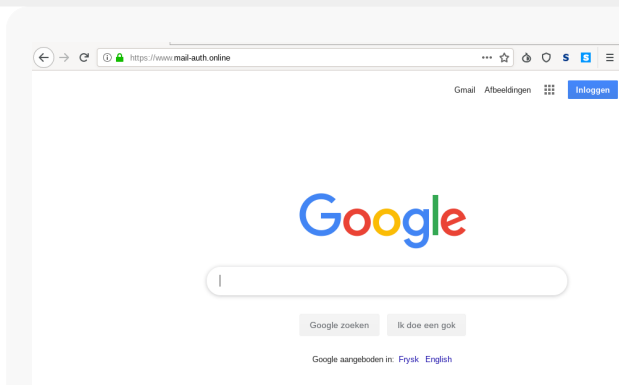 https://www.mail-auth.online
S
S
Gmail Afbeeldingen Inloggen
Google
Google zoeken Ik doe een gok
Google aangeboden in: Frysk English